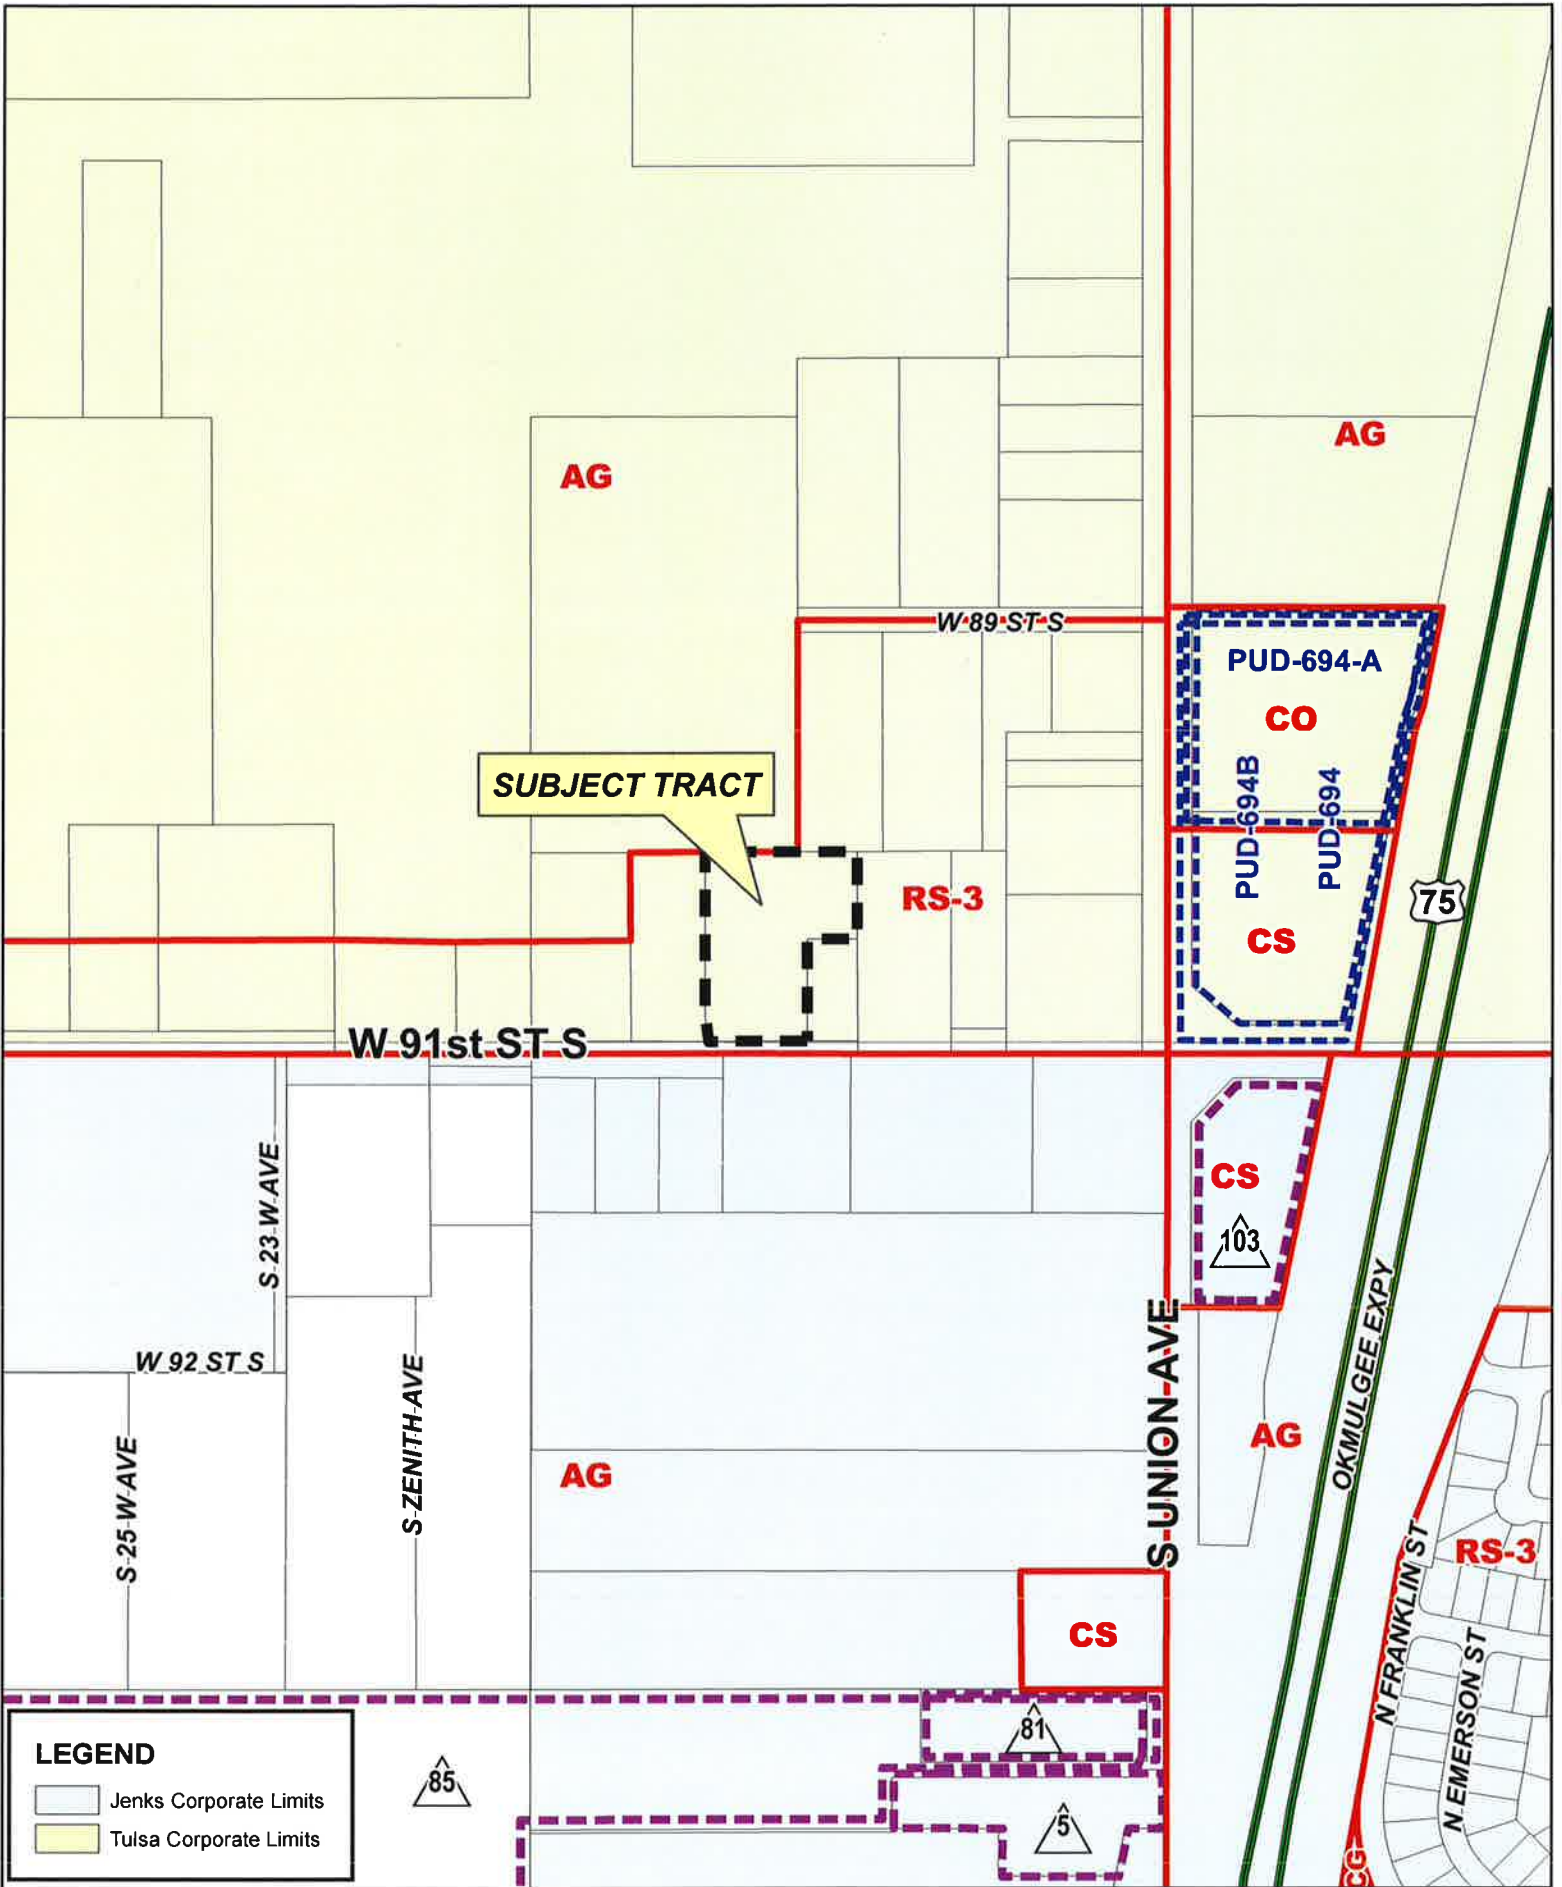 AG
AG
W 89 ST S
PUD-694-A
CO
SUBJECT TRACT
PUD-694B
PUD-694
RS-3
75
CS
W 91st ST S
S 23 W AVE
CS
103
S UNION AVE
OKMULGEE EXPY
W 92 ST S
S ZENITH AVE
S 25 W AVE
AG
AG
RS-3
N FRANKLIN ST
CS
N EMERSON ST
81
85
5
CG
LEGEND
Jenks Corporate Limits
Tulsa Corporate Limits